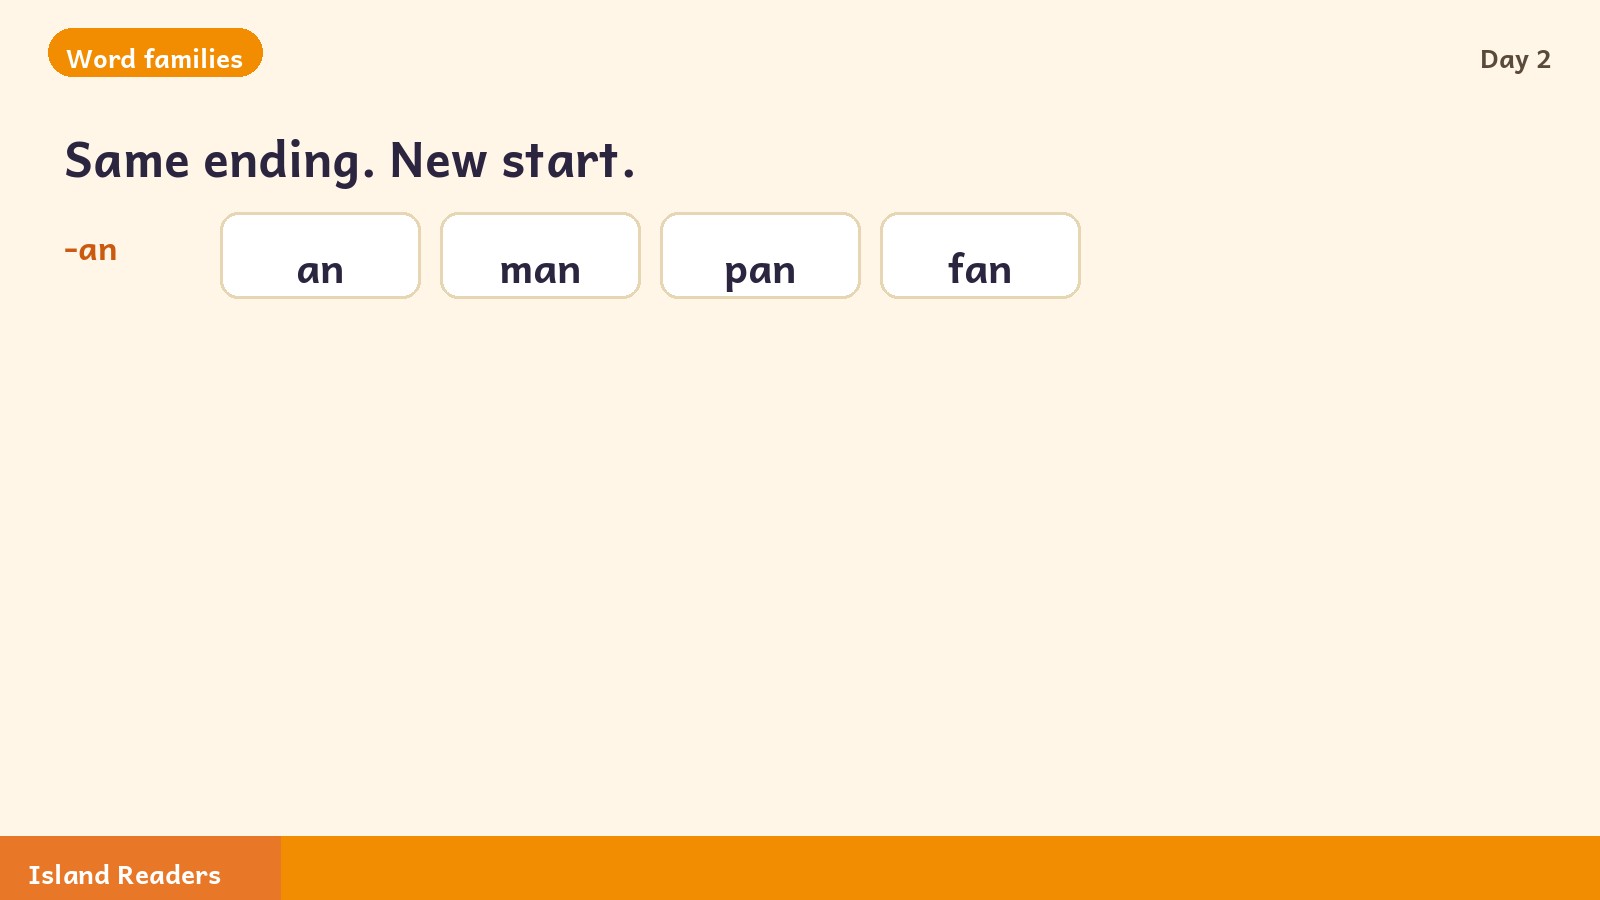 Word families
Day 2
Same ending. New start.
-an an man pan fan
Island Readers